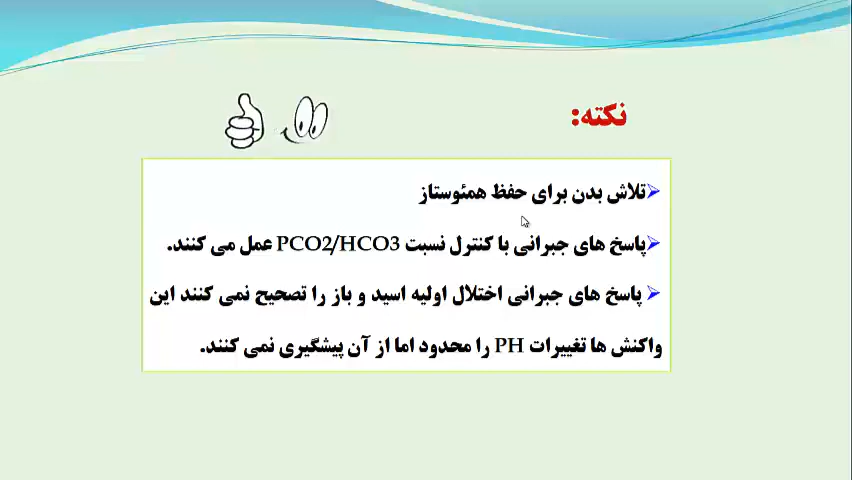 نکته:
تلاش بدن برای حفظ همئوستاز
پاسخ های جبرانی با کنترل نسبت PCO2/HCO3 عمل می کنند.
پاسخ های جبرانی اختلال اولیه اسید و باز را تصحیح نمی کنند این
واکنش ها تغییرات PH را محدود اما از آن پیشگیری نمی کنند.